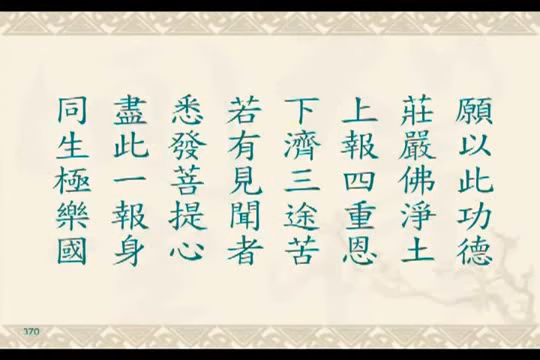 願以此功德
莊嚴佛淨土
上報四重恩
下濟三途苦
若有見聞者
悉發菩提心
盡此一報身
同生極樂國
370